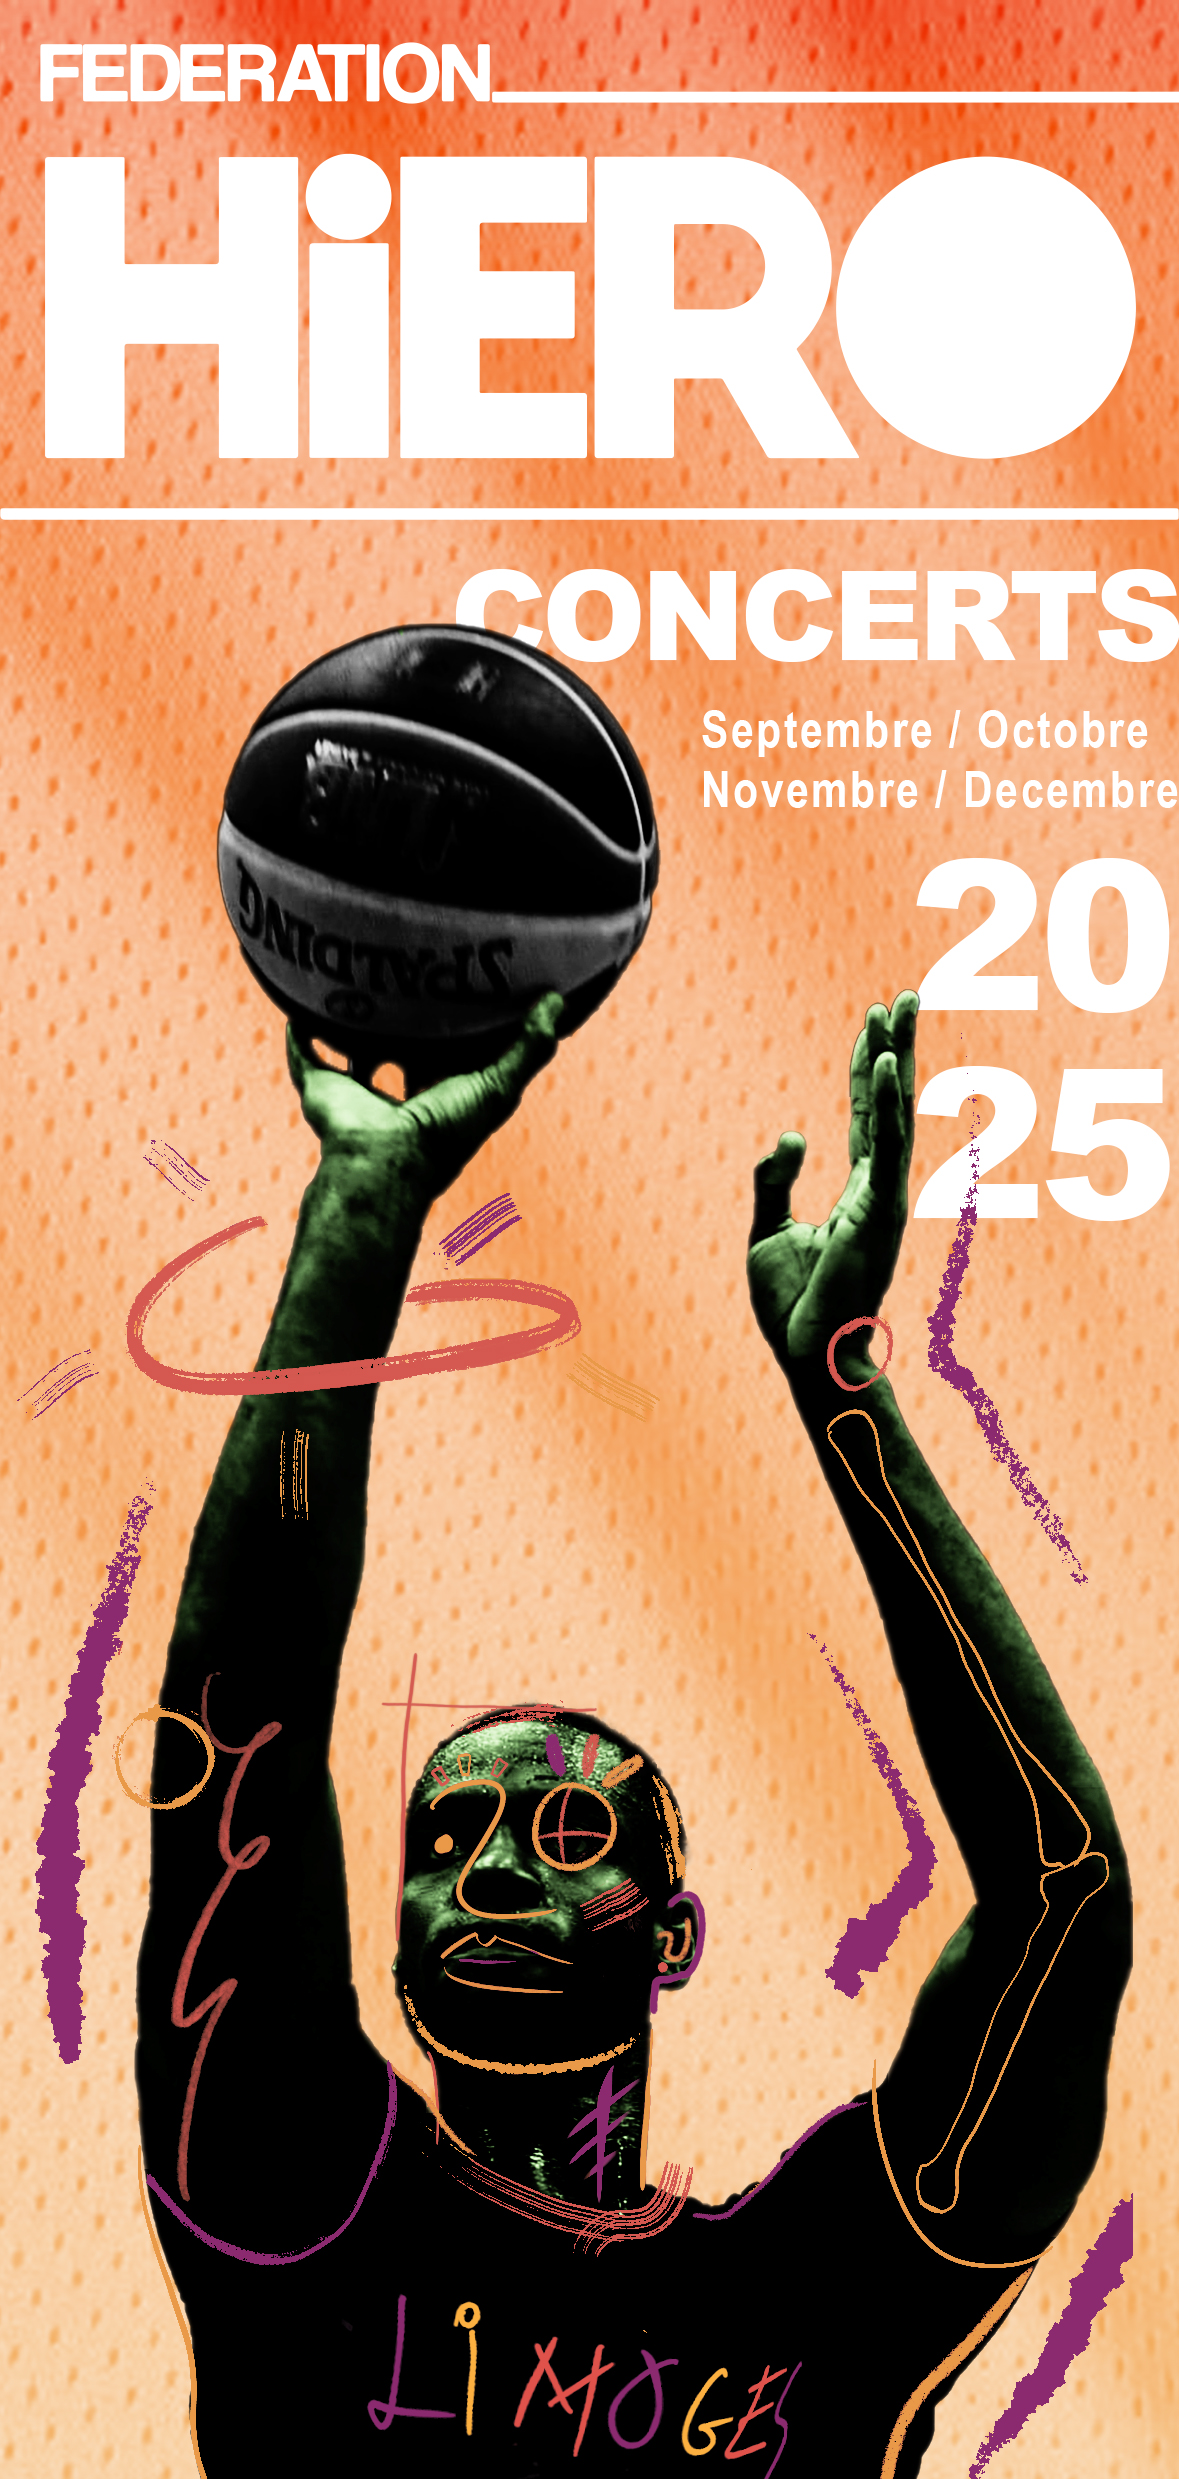 FEDERATION
HiERO
CONCERTS
Septembre / Octobre
Novembre / Decembre
20
25
SPALDING
20
LiMOGES